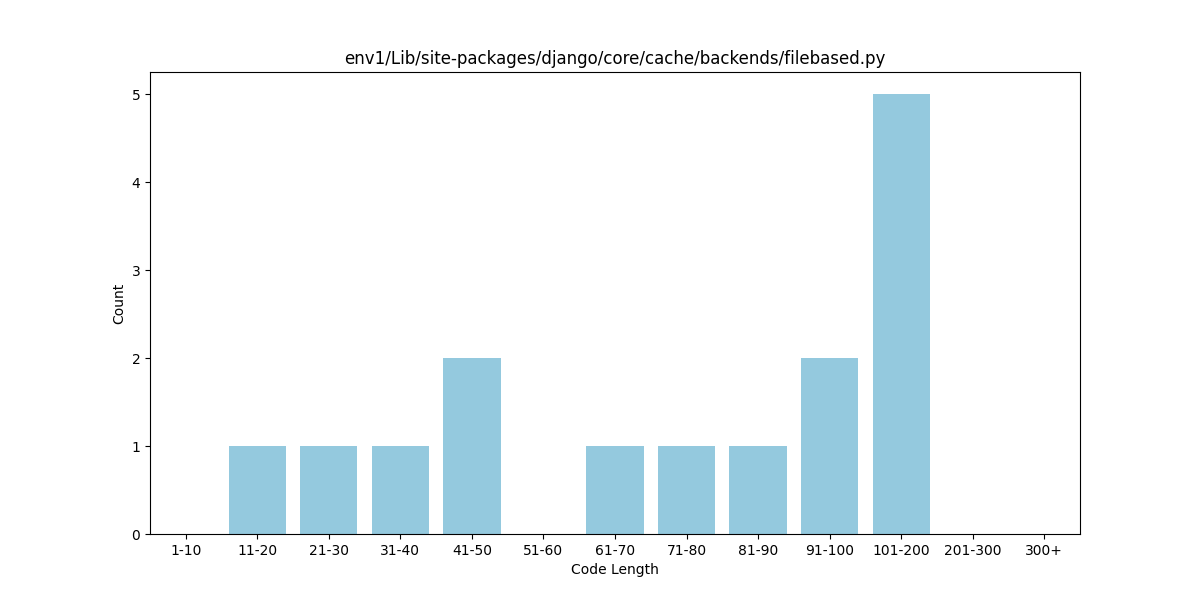 env1/Lib/site-packages/django/core/cache/backends/filebased.py
5
4
3
2
1
0
Count
1-10 11-20 21-30 31-40 41-50 51-60 61-70 71-80 81-90 91-100 101-200 201-300 300+
Code Length